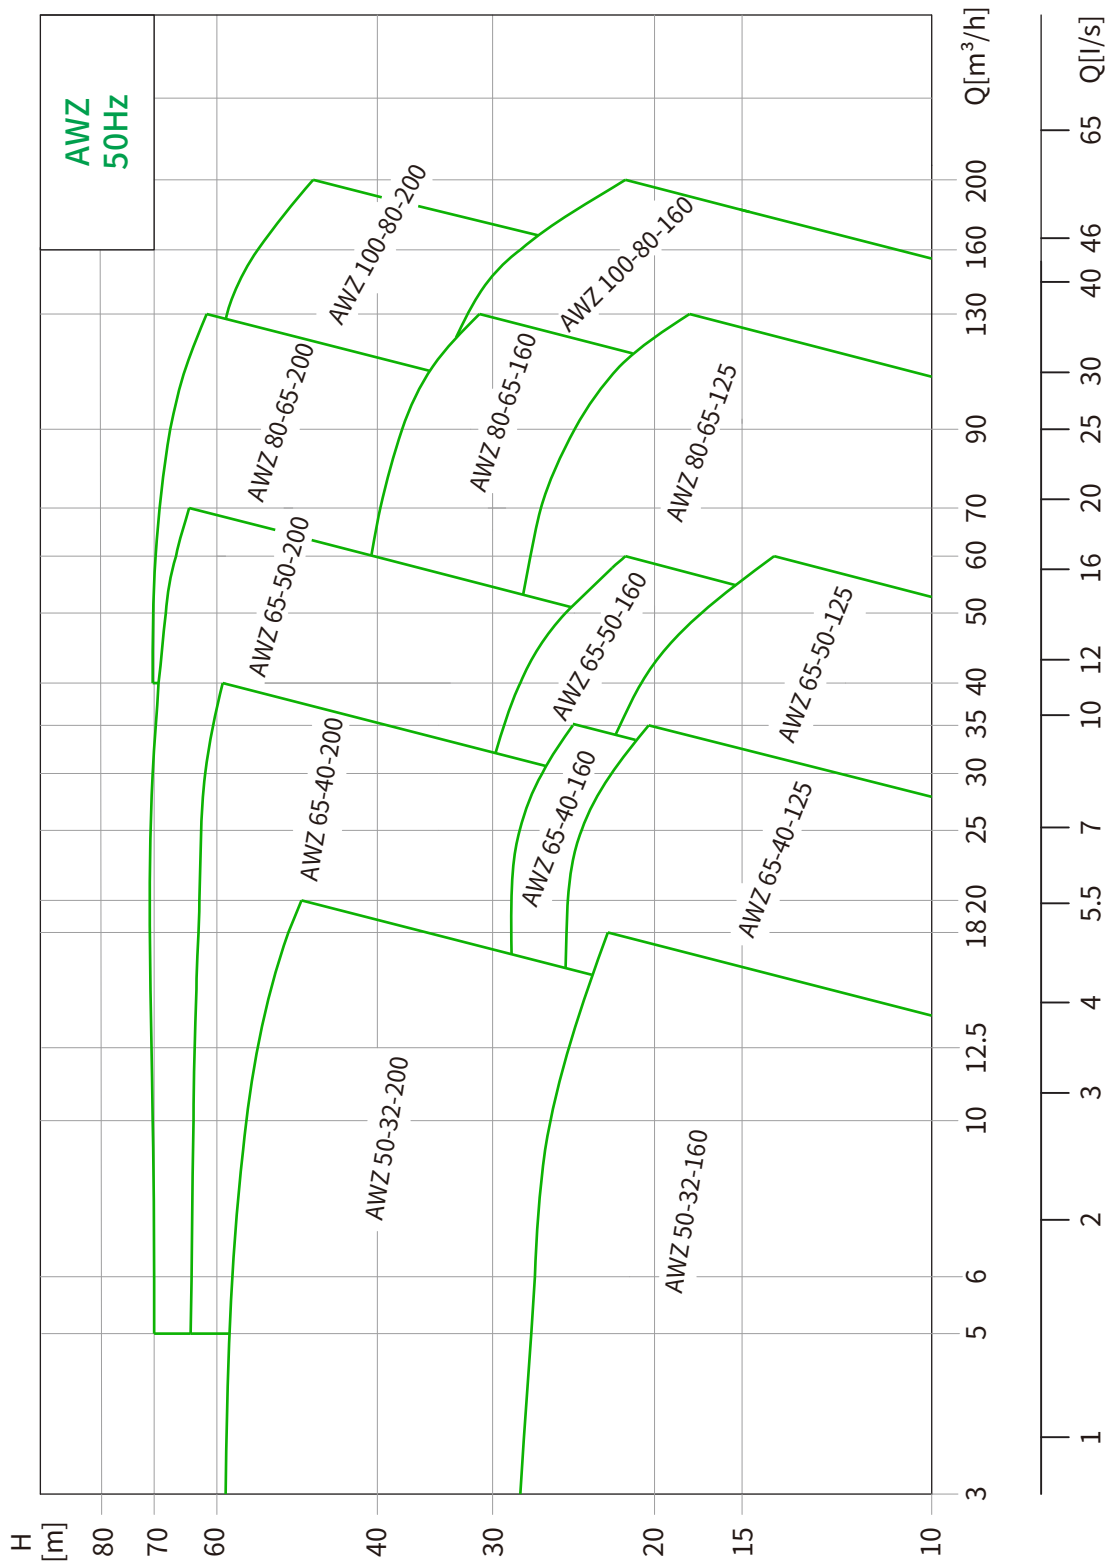 AWZ
50Hz
H
[m]
80
70
60
40
30
20
15
10
AWZ 100-80-200
AWZ 100-80-160
AWZ 80-65-200
AWZ 80-65-160
AWZ 80-65-125
AWZ 65-50-200
AWZ 65-50-160
AWZ 65-50-125
AWZ 65-40-200
AWZ 65-40-160
AWZ 65-40-125
AWZ 50-32-200
AWZ 50-32-160
3 5 6 10 12.5 18 20 25 30 35 40 50 60 70 90 130 160 200 Q[m³/h]
1 2 3 4 5.5 7 10 12 16 20 25 30 40 46 65 Q[l/s]